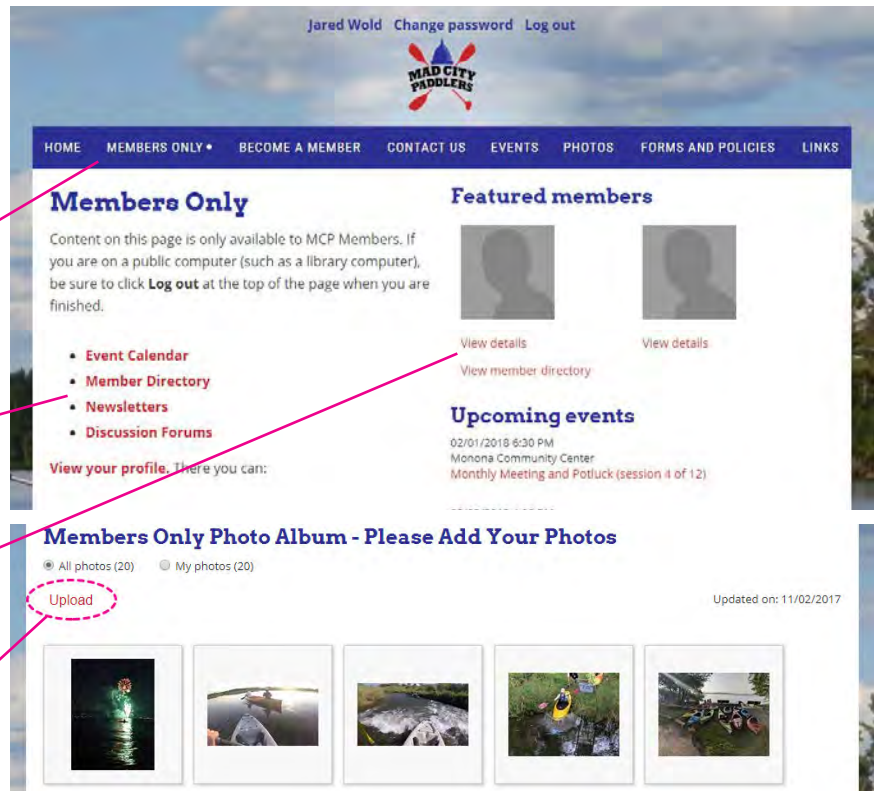 Jared Wold Change password Log out
MAD CITY
PADDLERS
HOME MEMBERS ONLY • BECOME A MEMBER CONTACT US EVENTS PHOTOS FORMS AND POLICIES LINKS
Members Only
Content on this page is only available to MCP Members. If
you are on a public computer (such as a library computer),
be sure to click Log out at the top of the page when you are
finished.
• Event Calendar
• Member Directory
• Newsletters
• Discussion Forums
View your profile. There you can:
Featured members
View details View details
View member directory
Upcoming events
02/01/2018 6:30 PM
Monona Community Center
Monthly Meeting and Potluck (session 4 of 12)
Members Only Photo Album - Please Add Your Photos
All photos (20) My photos (20)
Upload Updated on: 11/02/2017